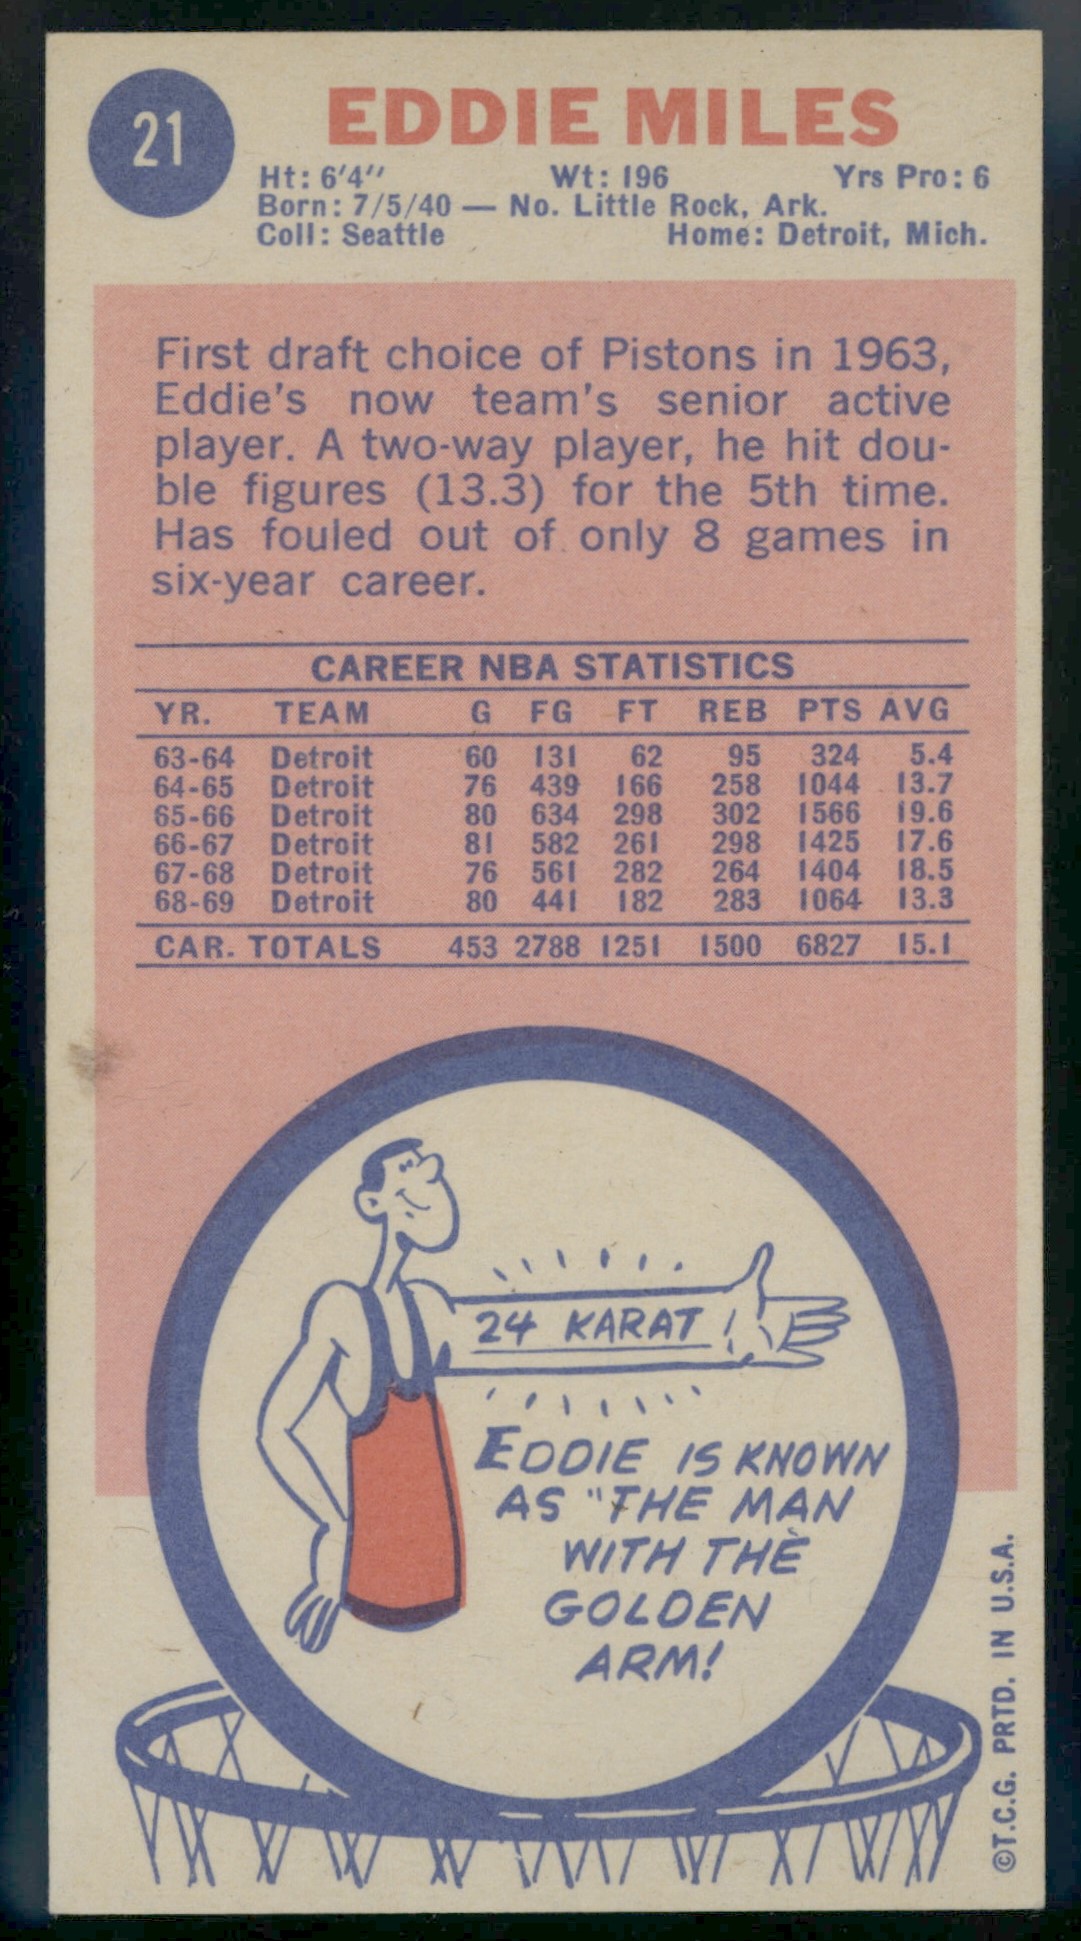 21
EDDIE MILES
Ht: 6'4" Wt: 196 Yrs Pro: 6
Born: 7/5/40 — No. Little Rock, Ark.
Coll: Seattle Home: Detroit, Mich.
First draft choice of Pistons in 1963,
Eddie's now team's senior active
player. A two-way player, he hit dou-
ble figures (13.3) for the 5th time.
Has fouled out of only 8 games in
six-year career.
CAREER NBA STATISTICS
YR. TEAM G FG FT REB PTS AVG
63-64 Detroit 60 131 62 95 324 5.4
64-65 Detroit 76 439 166 258 1044 13.7
65-66 Detroit 80 634 298 302 1566 19.6
66-67 Detroit 81 582 261 298 1425 17.6
67-68 Detroit 76 561 282 264 1404 18.5
68-69 Detroit 80 441 182 283 1064 13.3
CAR. TOTALS 453 2788 1251 1500 6827 15.1
24 KARAT!
EDDIE IS KNOWN
AS "THE MAN
WITH THE
GOLDEN
ARM!
©T.C.G. PRTD. IN U.S.A.